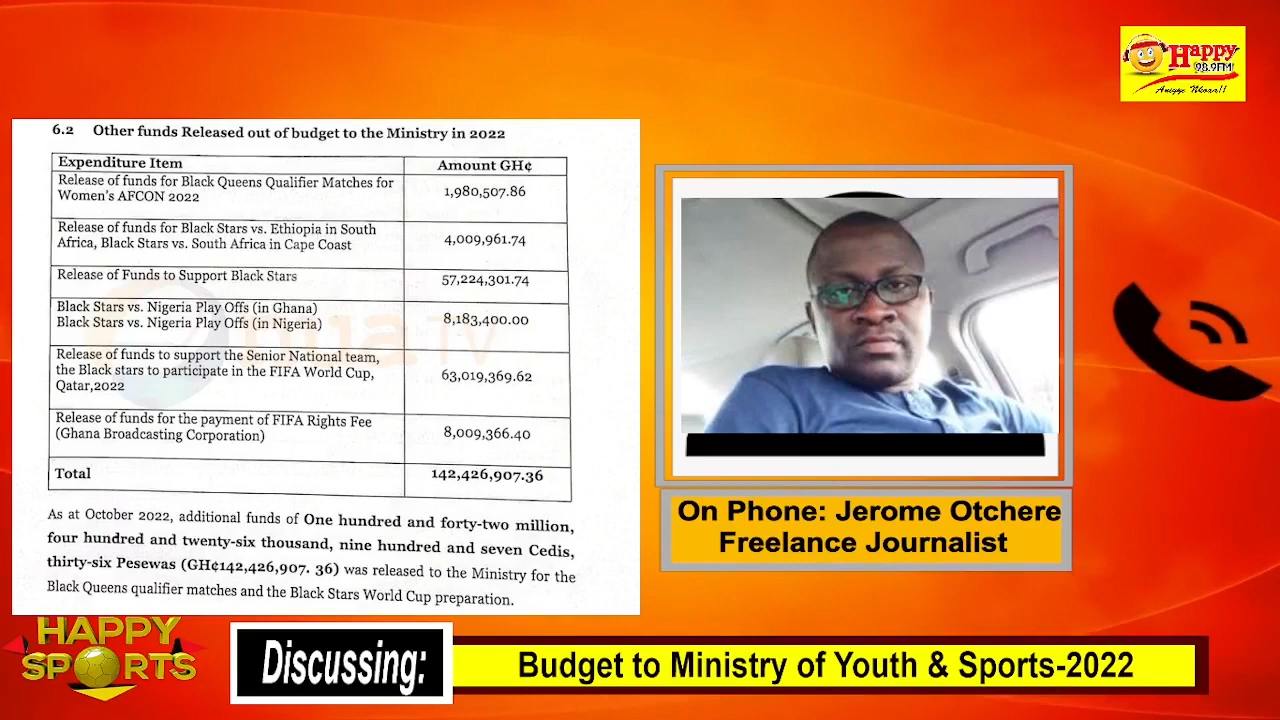 Happy
98.9FM
Anigye Nkoaa!!
6.2 Other funds Released out of budget to the Ministry in 2022
Expenditure Item
Amount GH¢
Release of funds for Black Queens Qualifier Matches for
Women's AFCON 2022
1,980,507.86
Release of funds for Black Stars vs. Ethiopia in South
Africa, Black Stars vs. South Africa in Cape Coast
4,009,961.74
Release of Funds to Support Black Stars
57,224,301.74
Black Stars vs. Nigeria Play Offs (in Ghana)
Black Stars vs. Nigeria Play Offs (in Nigeria)
8,183,400.00
Release of funds to support the Senior National team,
the Black stars to participate in the FIFA World Cup,
Qatar,2022
63,019,369.62
Release of funds for the payment of FIFA Rights Fee
(Ghana Broadcasting Corporation)
8,009,366.40
Total
142,426,907.36
As at October 2022, additional funds of One hundred and forty-two million,
four hundred and twenty-six thousand, nine hundred and seven Cedis,
thirty-six Pesewas (GH¢142,426,907. 36) was released to the Ministry for the
Black Queens qualifier matches and the Black Stars World Cup preparation.
On Phone: Jerome Otchere
Freelance Journalist
HAPPY
SPORTS
Discussing:
Budget to Ministry of Youth & Sports-2022